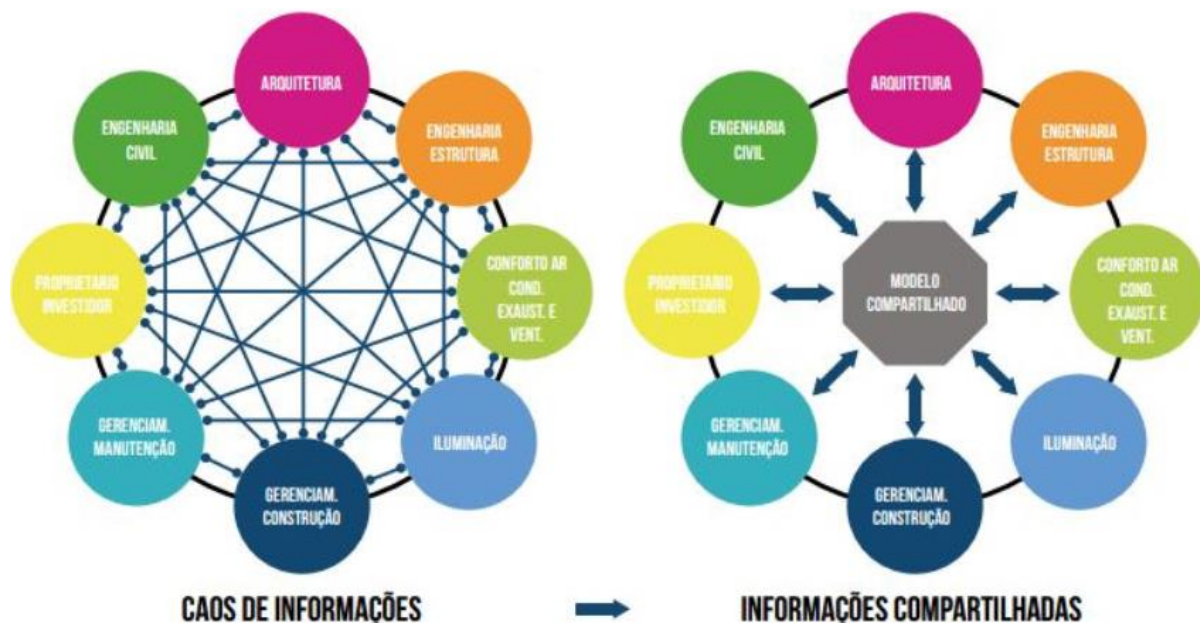 ARQUITETURA
ENGENHARIA
CIVIL
ENGENHARIA
ESTRUTURA
PROPRIETARIO
INVESTIDOR
CONFORTO AR
COND.
EXAUST. E
VENT.
GERENCIAM.
MANUTENÇÃO
ILUMINAÇÃO
GERENCIAM.
CONSTRUÇÃO
CAOS DE INFORMAÇÕES
ARQUITETURA
ENGENHARIA
CIVIL
ENGENHARIA
ESTRUTURA
PROPRIETARIO
INVESTIDOR
MODELO
COMPARTILHADO
CONFORTO AR
COND.
EXAUST. E
VENT.
GERENCIAM.
MANUTENÇÃO
ILUMINAÇÃO
GERENCIAM.
CONSTRUÇÃO
INFORMAÇÕES COMPARTILHADAS